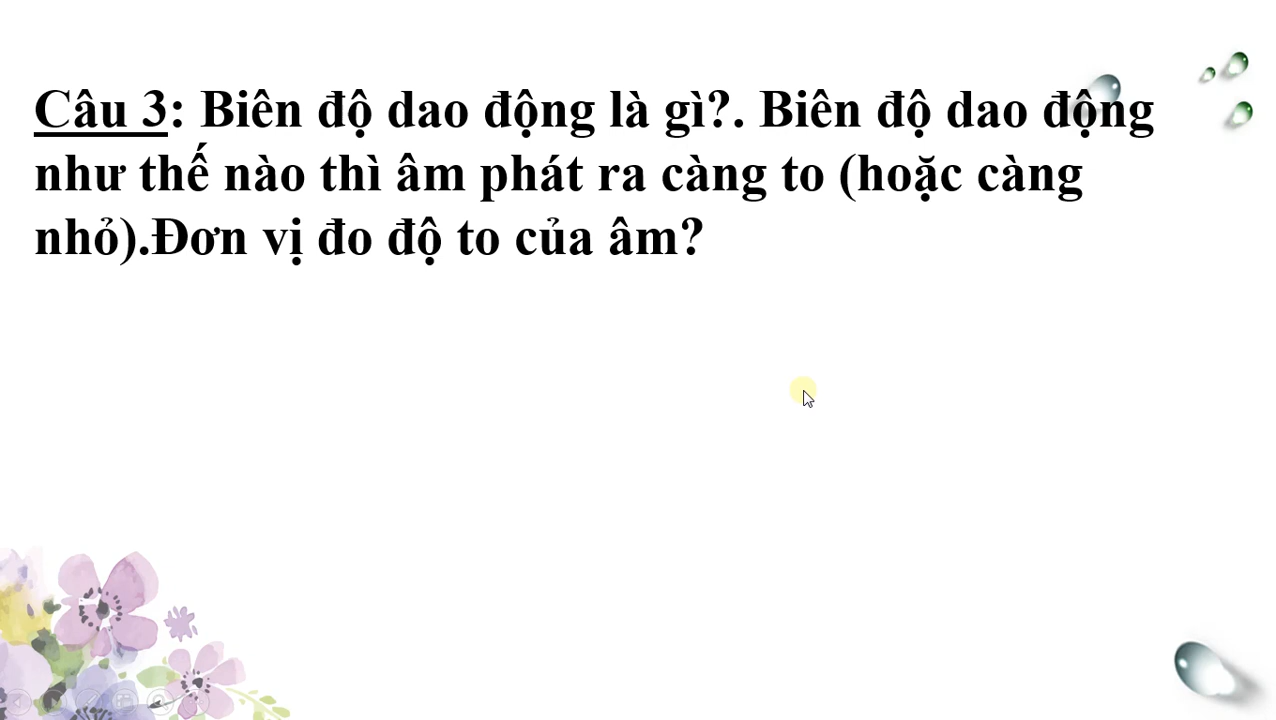 Câu 3: Biên độ dao động là gì?. Biên độ dao động
như thế nào thì âm phát ra càng to (hoặc càng
nhỏ).Đơn vị đo độ to của âm?